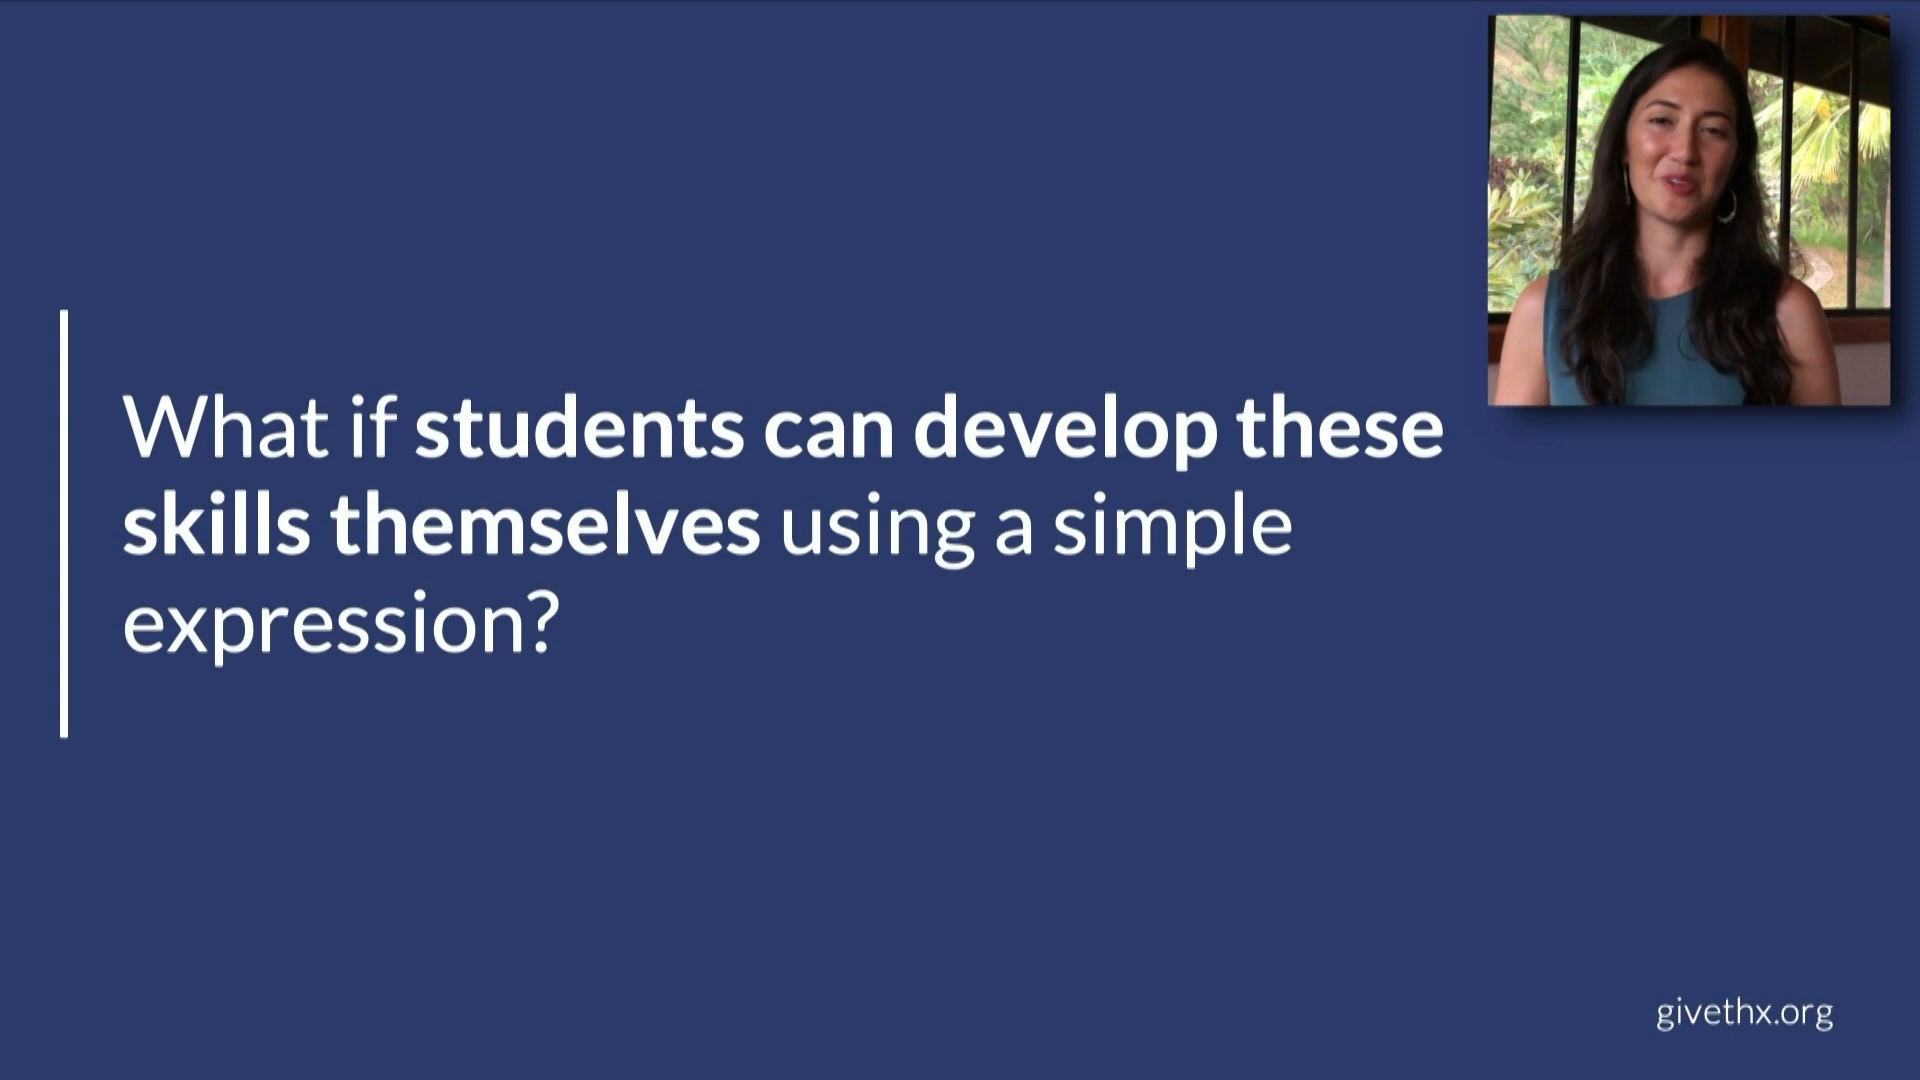 What if students can develop these
skills themselves using a simple
expression?
givethx.org